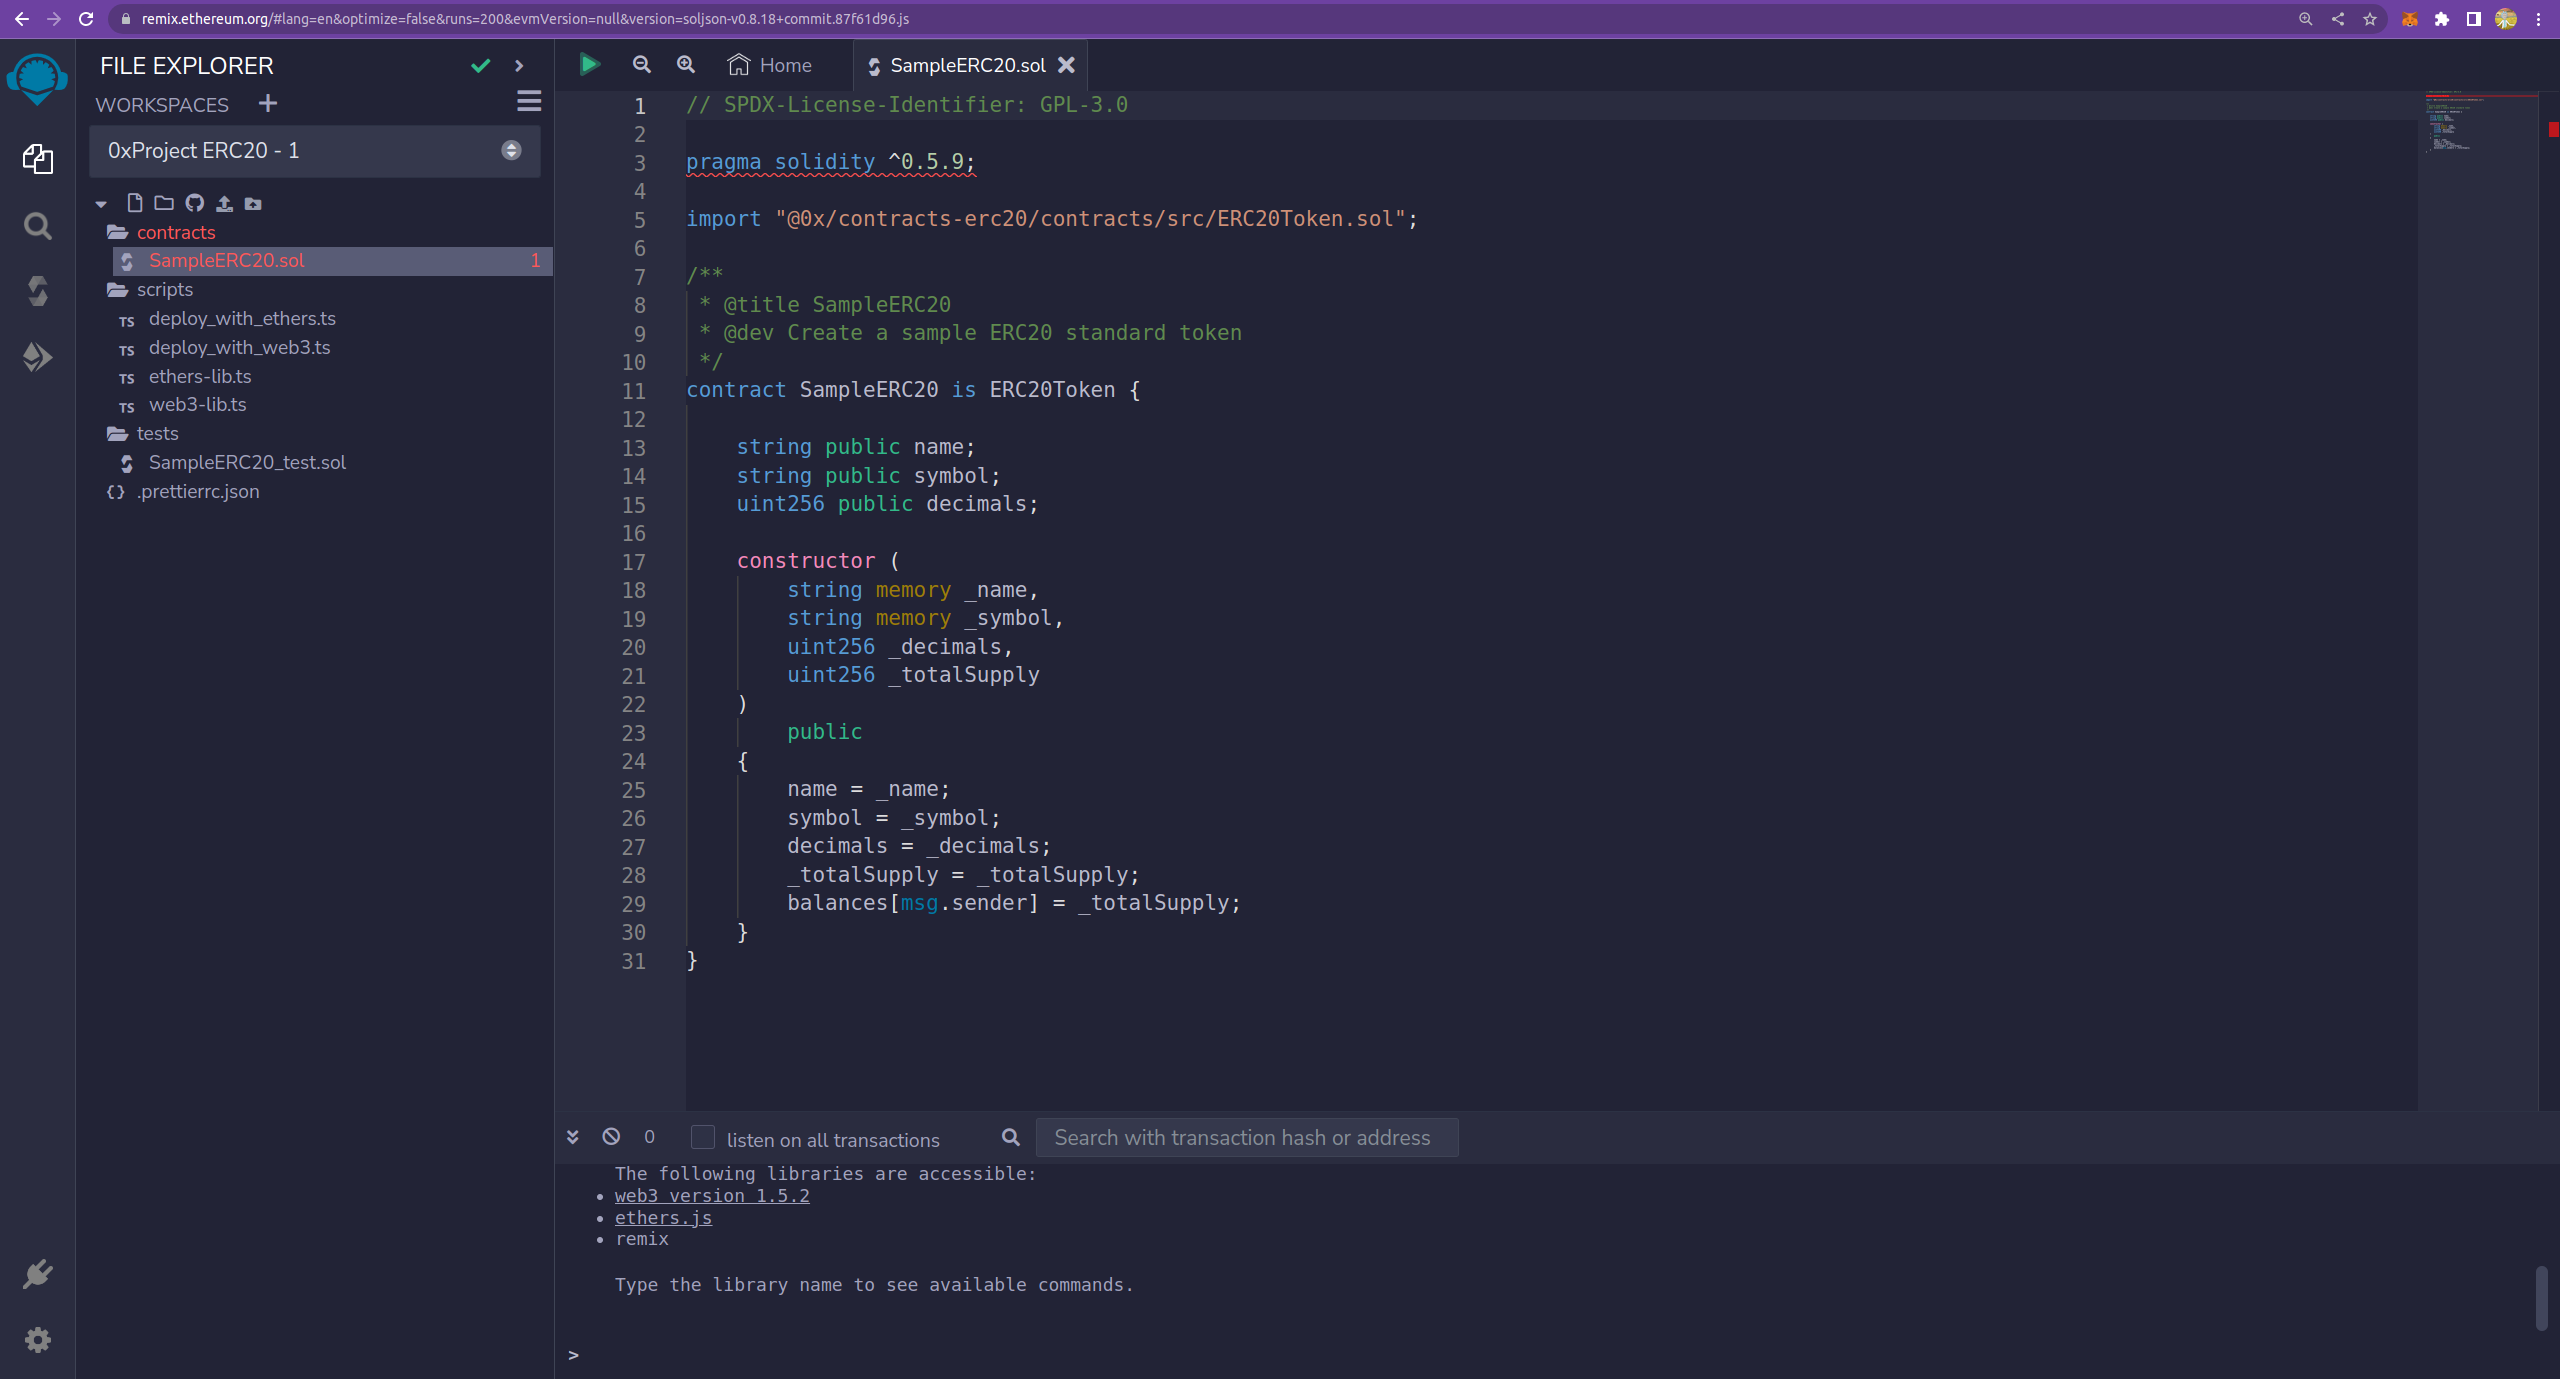 remix.ethereum.org/#lang=en&optimize=false&runs=200&evmVersion=null&version=soljson-v0.8.18+commit.87f61d96.js
FILE EXPLORER
WORKSPACES
0xProject ERC20 - 1
contracts
SampleERC20.sol 1
scripts
TS deploy_with_ethers.ts
TS deploy_with_web3.ts
TS ethers-lib.ts
TS web3-lib.ts
tests
SampleERC20_test.sol
{} .prettierrc.json
Home
SampleERC20.sol
1 // SPDX-License-Identifier: GPL-3.0
2
3 pragma solidity ^0.5.9;
4
5 import "@0x/contracts-erc20/contracts/src/ERC20Token.sol";
6
7 /**
8 * @title SampleERC20
9 * @dev Create a sample ERC20 standard token
10 */
11 contract SampleERC20 is ERC20Token {
12
13 string public name;
14 string public symbol;
15 uint256 public decimals;
16
17 constructor (
18 string memory _name,
19 string memory _symbol,
20 uint256 _decimals,
21 uint256 _totalSupply
22 )
23 public
24 {
25 name = _name;
26 symbol = _symbol;
27 decimals = _decimals;
28 _totalSupply = _totalSupply;
29 balances[msg.sender] = _totalSupply;
30 }
31 }
0
listen on all transactions
Search with transaction hash or address
The following libraries are accessible:
• web3 version 1.5.2
• ethers.js
• remix
Type the library name to see available commands.
>